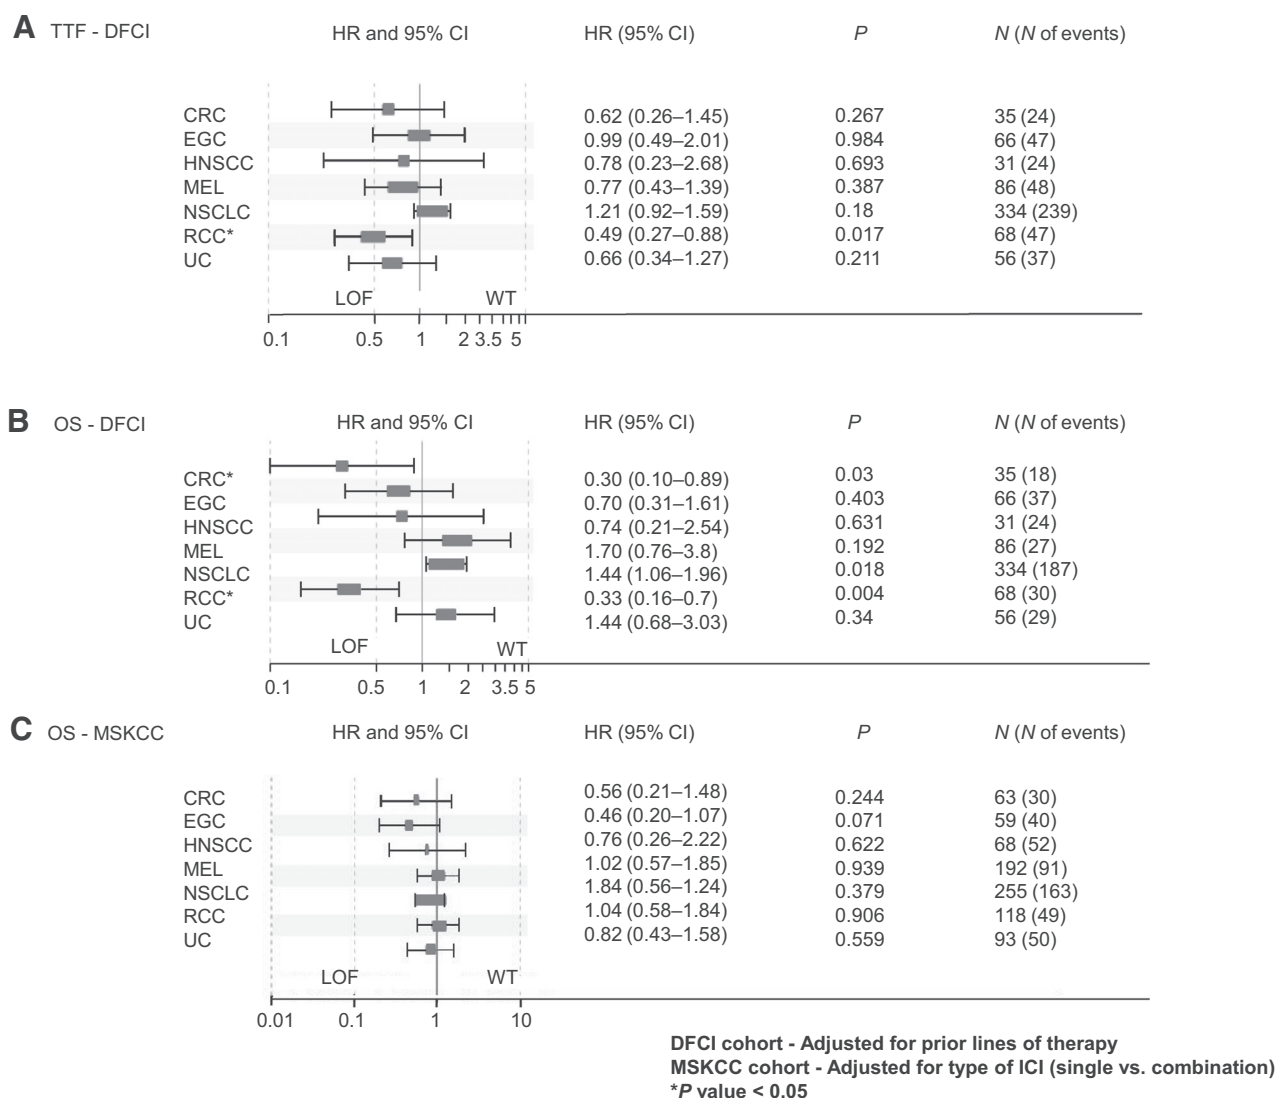 A TTF - DFCI HR and 95% CI HR (95% CI) P N (N of events)
CRC 0.62 (0.26–1.45) 0.267 35 (24)
EGC 0.99 (0.49–2.01) 0.984 66 (47)
HNSCC 0.78 (0.23–2.68) 0.693 31 (24)
MEL 0.77 (0.43–1.39) 0.387 86 (48)
NSCLC 1.21 (0.92–1.59) 0.18 334 (239)
RCC* 0.49 (0.27–0.88) 0.017 68 (47)
UC 0.66 (0.34–1.27) 0.211 56 (37)
LOF WT
0.1 0.5 1 2 3.5 5
B OS - DFCI HR and 95% CI HR (95% CI) P N (N of events)
CRC* 0.30 (0.10–0.89) 0.03 35 (18)
EGC 0.70 (0.31–1.61) 0.403 66 (37)
HNSCC 0.74 (0.21–2.54) 0.631 31 (24)
MEL 1.70 (0.76–3.8) 0.192 86 (27)
NSCLC 1.44 (1.06–1.96) 0.018 334 (187)
RCC* 0.33 (0.16–0.7) 0.004 68 (30)
UC 1.44 (0.68–3.03) 0.34 56 (29)
LOF WT
0.1 0.5 1 2 3.5 5
C OS - MSKCC HR and 95% CI HR (95% CI) P N (N of events)
CRC 0.56 (0.21–1.48) 0.244 63 (30)
EGC 0.46 (0.20–1.07) 0.071 59 (40)
HNSCC 0.76 (0.26–2.22) 0.622 68 (52)
MEL 1.02 (0.57–1.85) 0.939 192 (91)
NSCLC 1.84 (0.56–1.24) 0.379 255 (163)
RCC 1.04 (0.58–1.84) 0.906 118 (49)
UC 0.82 (0.43–1.58) 0.559 93 (50)
LOF WT
0.01 0.1 1 10
DFCI cohort - Adjusted for prior lines of therapy
MSKCC cohort - Adjusted for type of ICI (single vs. combination)
*P value < 0.05